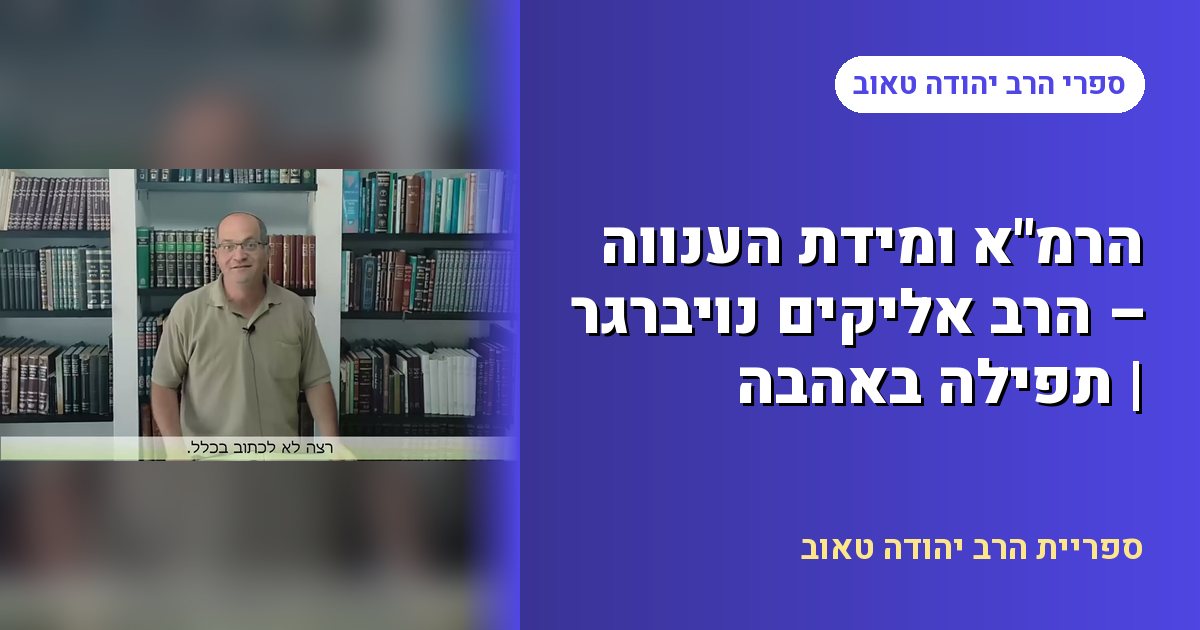 ספרי הרב יהודה טאוב
הרמ"א ומידת הענווה
– הרב אליקים נויברגר
| תפילה באהבה
רצה לא לכתוב בכלל.
ספריית הרב יהודה טאוב